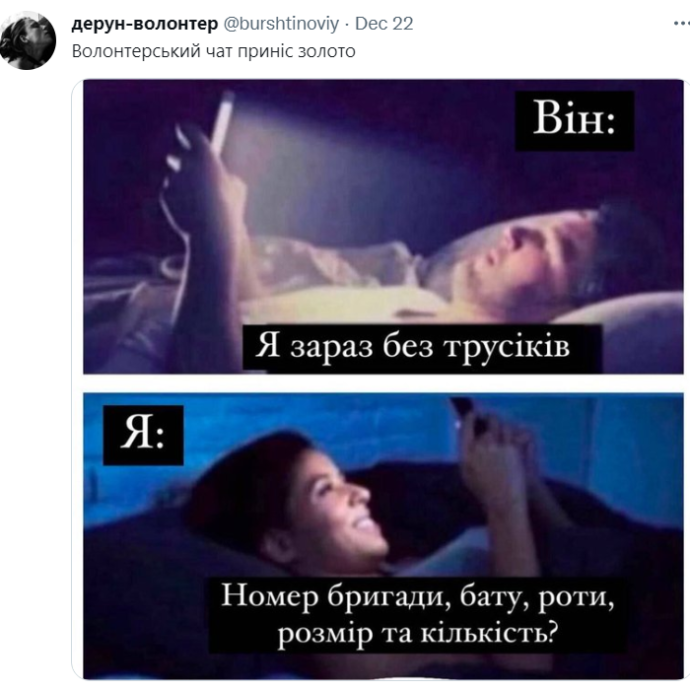 дерун-волонтер @burshtinoviy · Dec 22
Волонтерський чат приніс золото
Він:
Я зараз без трусіків
Я:
Номер бригади, бату, роти,
розмір та кількість?